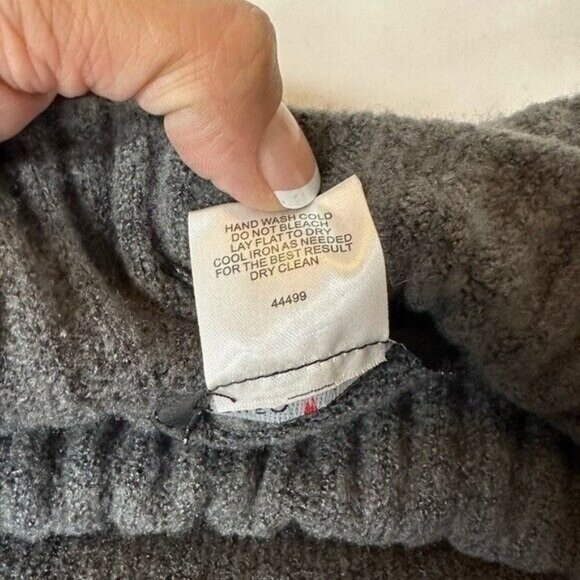 HAND WASH COLD
DO NOT BLEACH
LAY FLAT TO DRY
COOL IRON AS NEEDED
FOR THE BEST RESULT
DRY CLEAN
44499